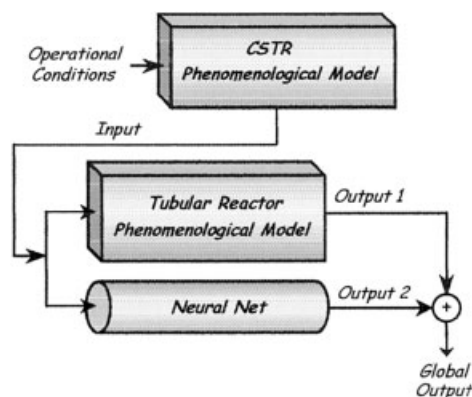 CSTR
Operational
Conditions
Phenomenological Model
Input
Tubular Reactor
Output 1
Phenomenological Model
Neural Net
Output 2
+
Global
Output